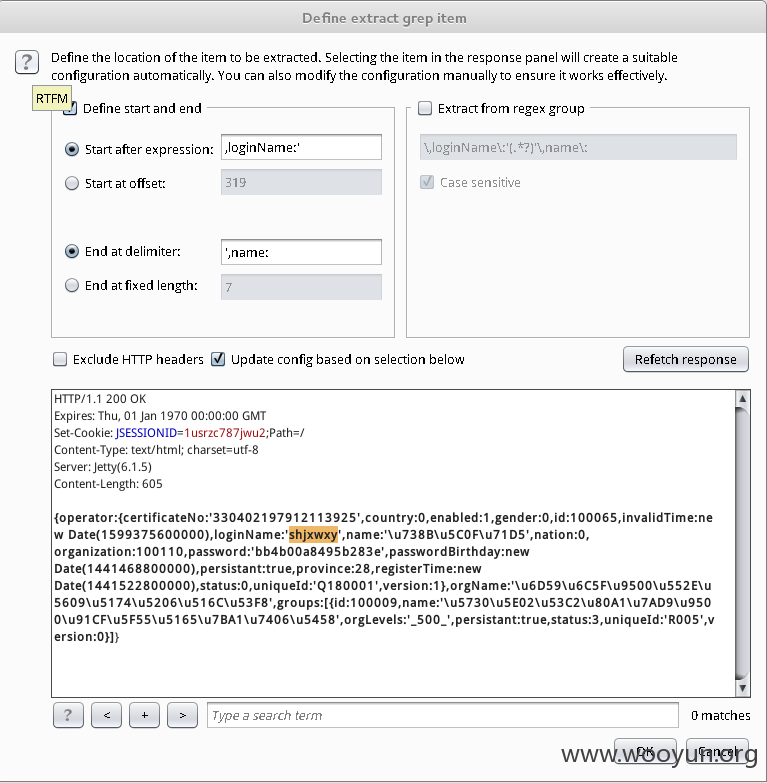 Define extract grep item
Define the location of the item to be extracted. Selecting the item in the response panel will create a suitable
configuration automatically. You can also modify the configuration manually to ensure it works effectively.
?
RTFM
Define start and end
Start after expression:
,loginName:'
Start at offset:
319
End at delimiter:
',name:
End at fixed length:
7
Extract from regex group
\,loginName\:'(.*?)'\,name\:
Case sensitive
Exclude HTTP headers
Update config based on selection below
Refetch response
HTTP/1.1 200 OK
Expires: Thu, 01 Jan 1970 00:00:00 GMT
Set-Cookie: JSESSIONID=1usrzc787jwu2;Path=/
Content-Type: text/html; charset=utf-8
Server: Jetty(6.1.5)
Content-Length: 605
{operator:{certificateNo:'330402197912113925',country:0,enabled:1,gender:0,id:100065,invalidTime:ne
w Date(1599375600000),loginName:'shjxwxy',name:'\u738B\u5C0F\u71D5',nation:0,
organization:100110,password:'bb4b00a8495b283e',passwordBirthday:new
Date(1441468800000),persistant:true,province:28,registerTime:new
Date(1441522800000),status:0,uniqueId:'Q180001',version:1},orgName:'\u6D59\u6C5F\u9500\u552E\u
5609\u5174\u5206\u516C\u53F8',groups:[{id:100009,name:'\u5730\u5E02\u53C2\u80A1\u7AD9\u950
0\u91CF\u5F55\u5165\u7BA1\u7406\u5458',orgLevels:'_500_',persistant:true,status:3,uniqueId:'R005',v
ersion:0}]}
?
<
+
>
Type a search term
0 matches
OK
Cancel
www.wooyun.org